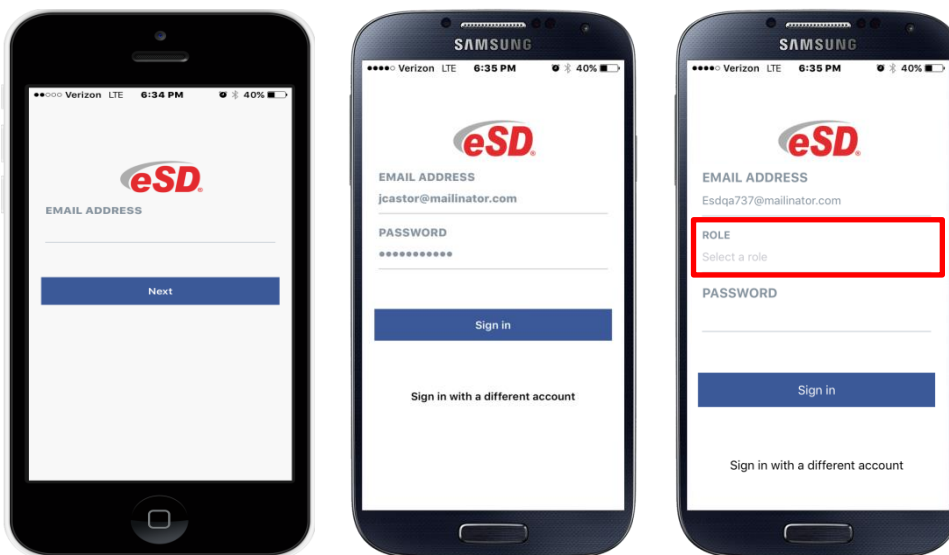 ●●○○○ Verizon LTE 6:34 PM 40%
eSD®
EMAIL ADDRESS
Next
SAMSUNG
●●●●○ Verizon LTE 6:35 PM 40%
eSD®
EMAIL ADDRESS
jcastor@mailinator.com
PASSWORD
●●●●●●●●●●●
Sign in
Sign in with a different account
SAMSUNG
●●●●○ Verizon LTE 6:35 PM 40%
eSD®
EMAIL ADDRESS
Esdqa737@mailinator.com
ROLE
Select a role
PASSWORD
Sign in
Sign in with a different account